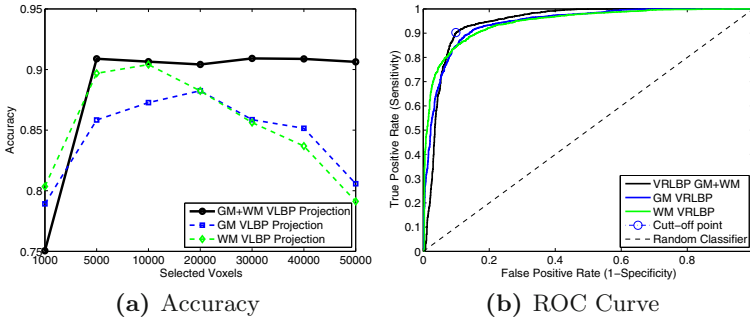 0.95
0.9
0.85
0.8
0.75
Accuracy
1000 5000 10000 20000 30000 40000 50000
Selected Voxels
GM+WM VLBP Projection
GM VLBP Projection
WM VLBP Projection
(a) Accuracy
1
0.9
0.8
0.7
0.6
0.5
0.4
0.3
0.2
0.1
0
True Positive Rate (Sensitivity)
0 0.2 0.4 0.6 0.8
False Positive Rate (1-Specificity)
VRLBP GM+WM
GM VRLBP
WM VRLBP
Cutt-off point
Random Classifier
(b) ROC Curve